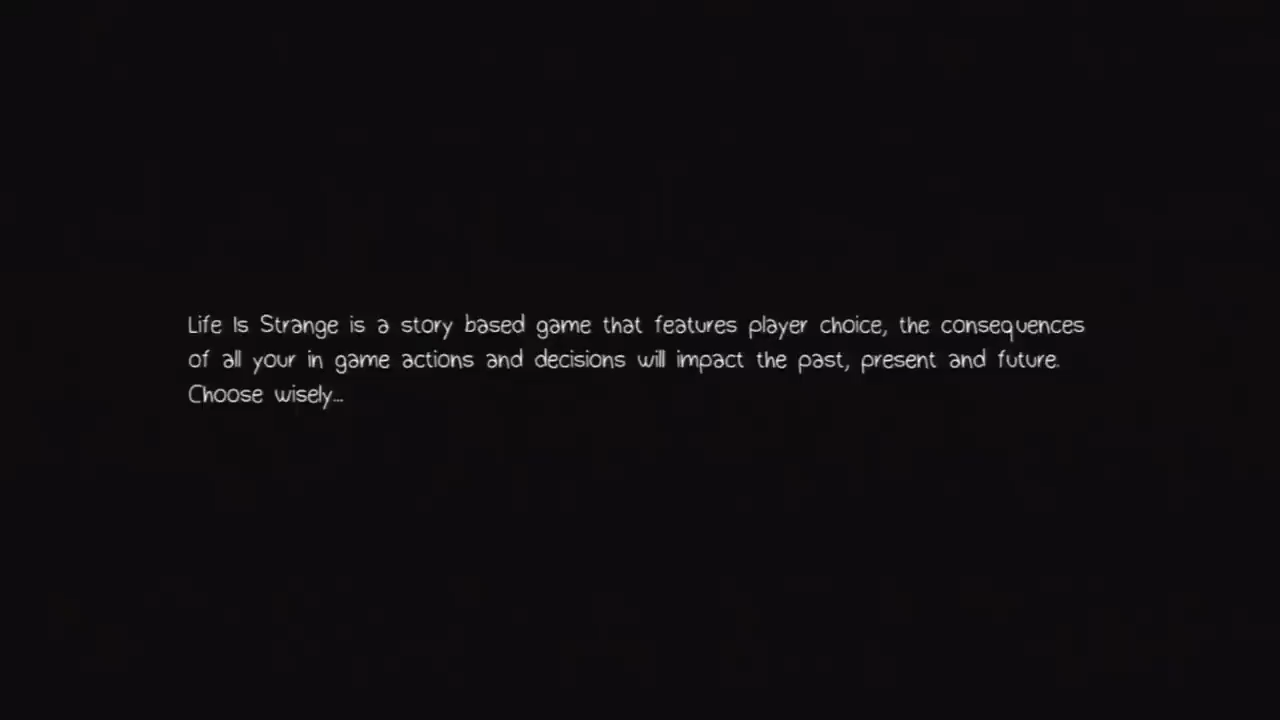 Life Is Strange is a story based game that features player choice, the consequences
of all your in game actions and decisions will impact the past, present and future.
Choose wisely...